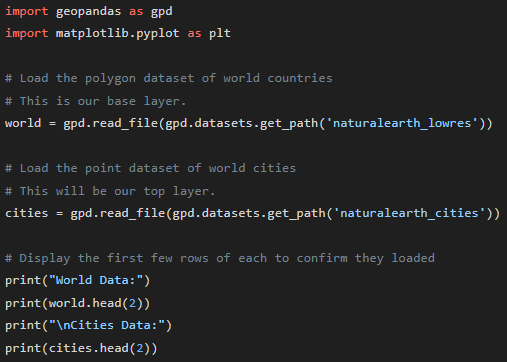 import geopandas as gpd
import matplotlib.pyplot as plt
# Load the polygon dataset of world countries
# This is our base layer.
world = gpd.read_file(gpd.datasets.get_path('naturalearth_lowres'))
# Load the point dataset of world cities
# This will be our top layer.
cities = gpd.read_file(gpd.datasets.get_path('naturalearth_cities'))
# Display the first few rows of each to confirm they loaded
print("World Data:")
print(world.head(2))
print("\nCities Data:")
print(cities.head(2))